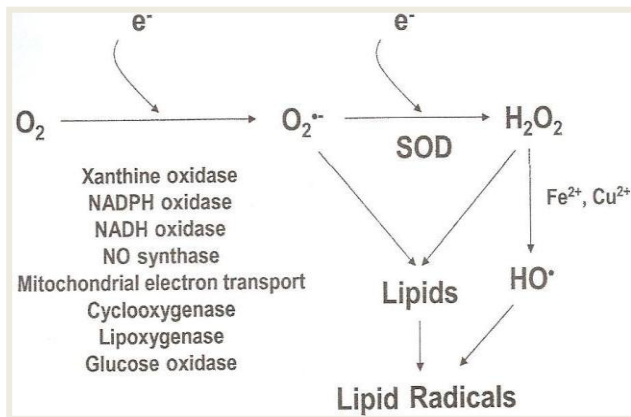 e⁻ e⁻
O₂ O₂•⁻ H₂O₂
SOD
Xanthine oxidase
NADPH oxidase
NADH oxidase
NO synthase
Mitochondrial electron transport
Cyclooxygenase
Lipoxygenase
Glucose oxidase
Fe²⁺, Cu²⁺
Lipids HO•
Lipid Radicals